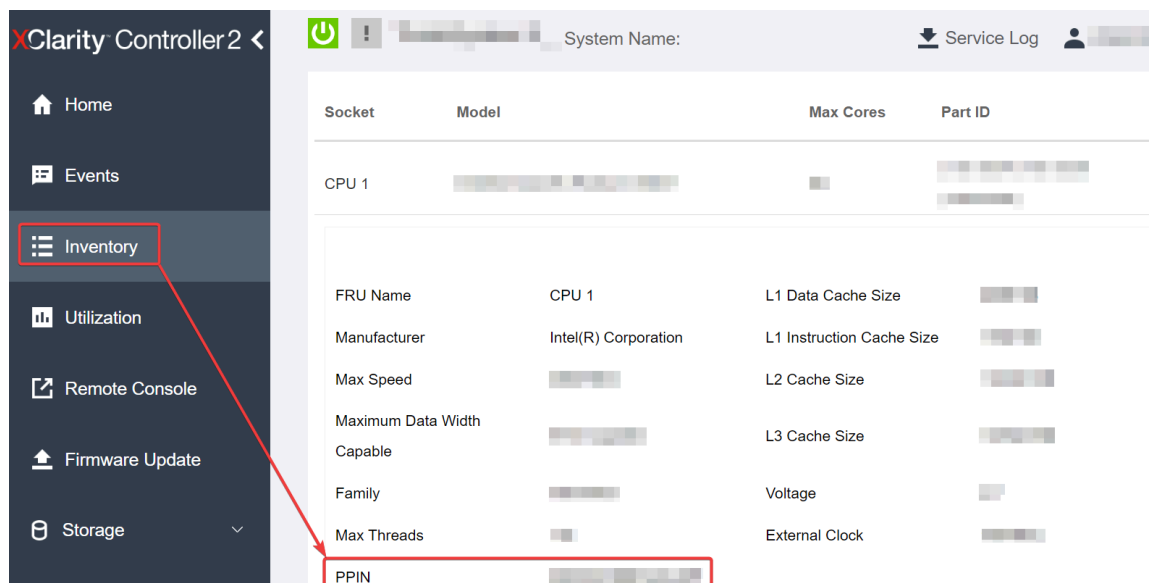 XClarity Controller 2
System Name:
Service Log
Home
Events
Inventory
Utilization
Remote Console
Firmware Update
Storage
Socket Model Max Cores Part ID
CPU 1
FRU Name CPU 1 L1 Data Cache Size
Manufacturer Intel(R) Corporation L1 Instruction Cache Size
Max Speed L2 Cache Size
Maximum Data Width
Capable
L3 Cache Size
Family Voltage
Max Threads External Clock
PPIN